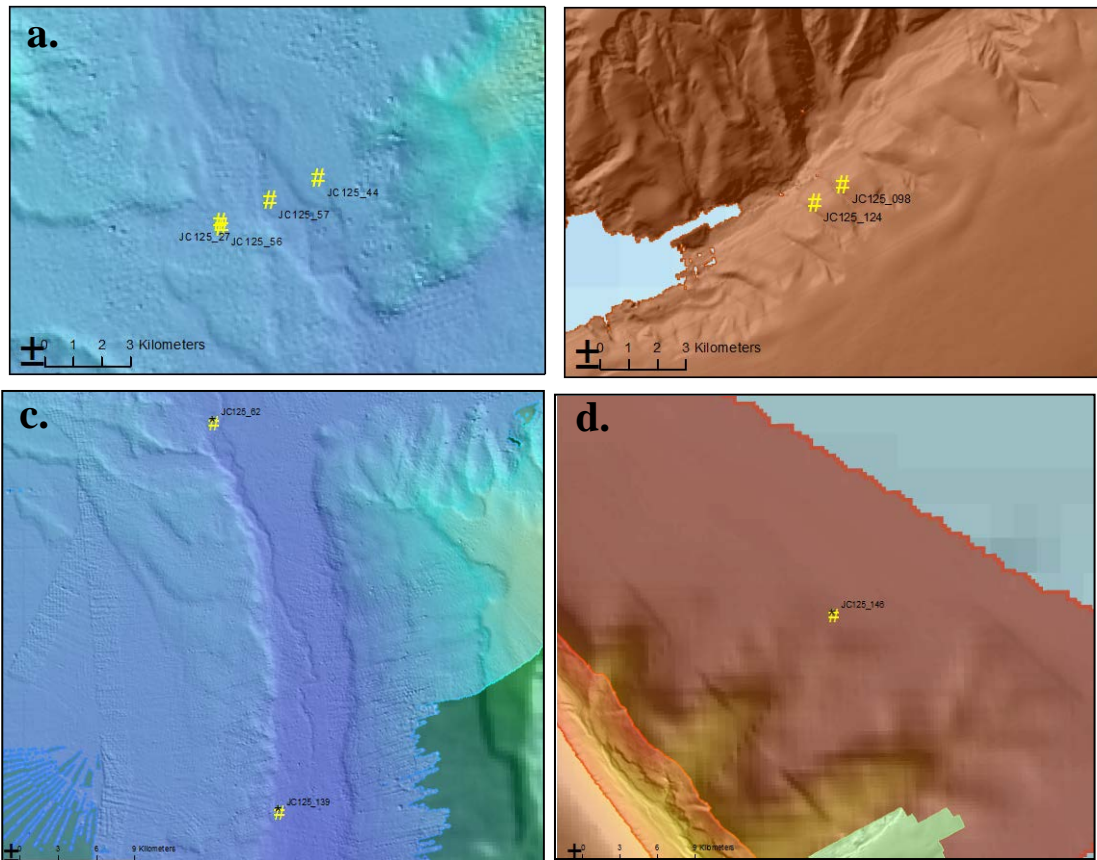 a.
JC125_44
JC125_57
JC125_27 JC125_56
0 1 2 3 Kilometers
JC125_098
JC125_124
0 1 2 3 Kilometers
c.
JC125_62
JC125_139
0 3 6 9 Kilometers
d.
JC125_146
0 3 6 9 Kilometers